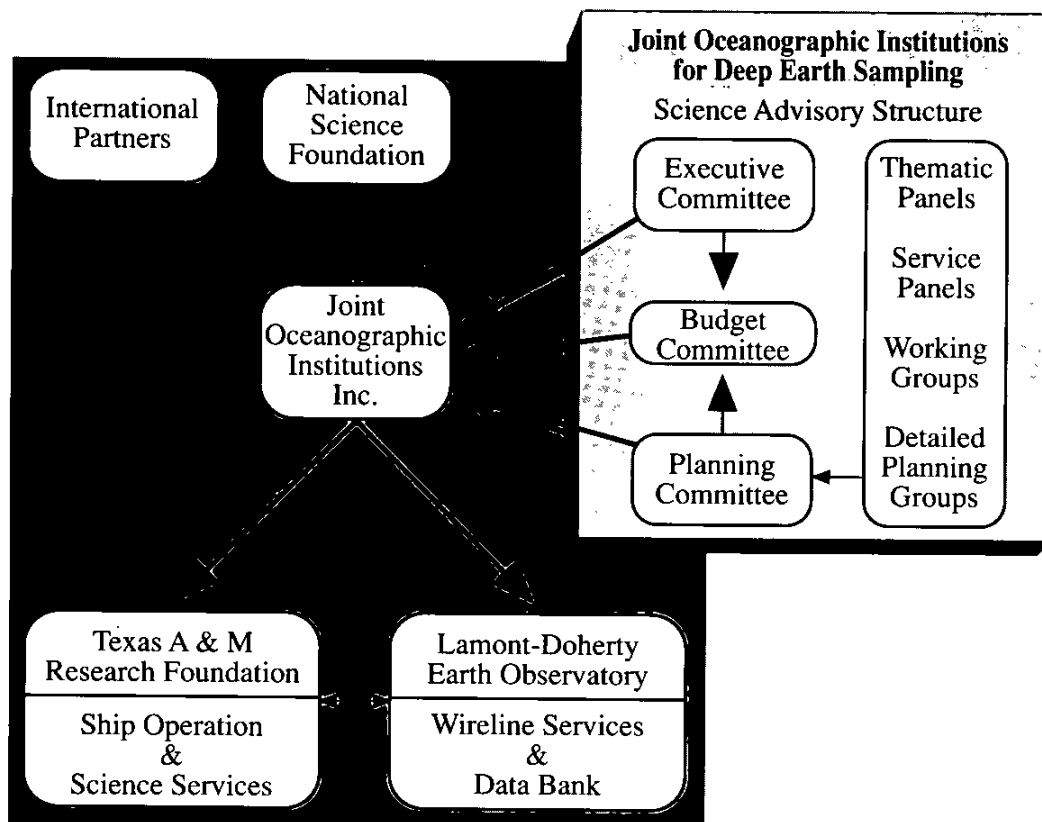 International
Partners
National
Science
Foundation
Joint
Oceanographic
Institutions
Inc.
Texas A & M
Research Foundation
Ship Operation
&
Science Services
Lamont-Doherty
Earth Observatory
Wireline Services
&
Data Bank
Joint Oceanographic Institutions
for Deep Earth Sampling
Science Advisory Structure
Executive
Committee
Budget
Committee
Planning
Committee
Thematic
Panels
Service
Panels
Working
Groups
Detailed
Planning
Groups